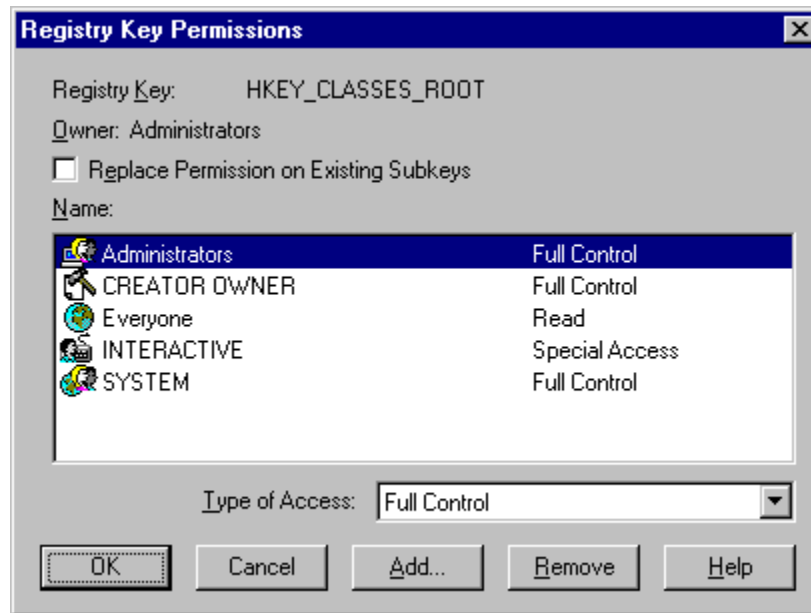 Registry Key Permissions
Registry Key: HKEY_CLASSES_ROOT
Owner: Administrators
Replace Permission on Existing Subkeys
Name:
Administrators Full Control
CREATOR OWNER Full Control
Everyone Read
INTERACTIVE Special Access
SYSTEM Full Control
Type of Access: Full Control
OK Cancel Add... Remove Help